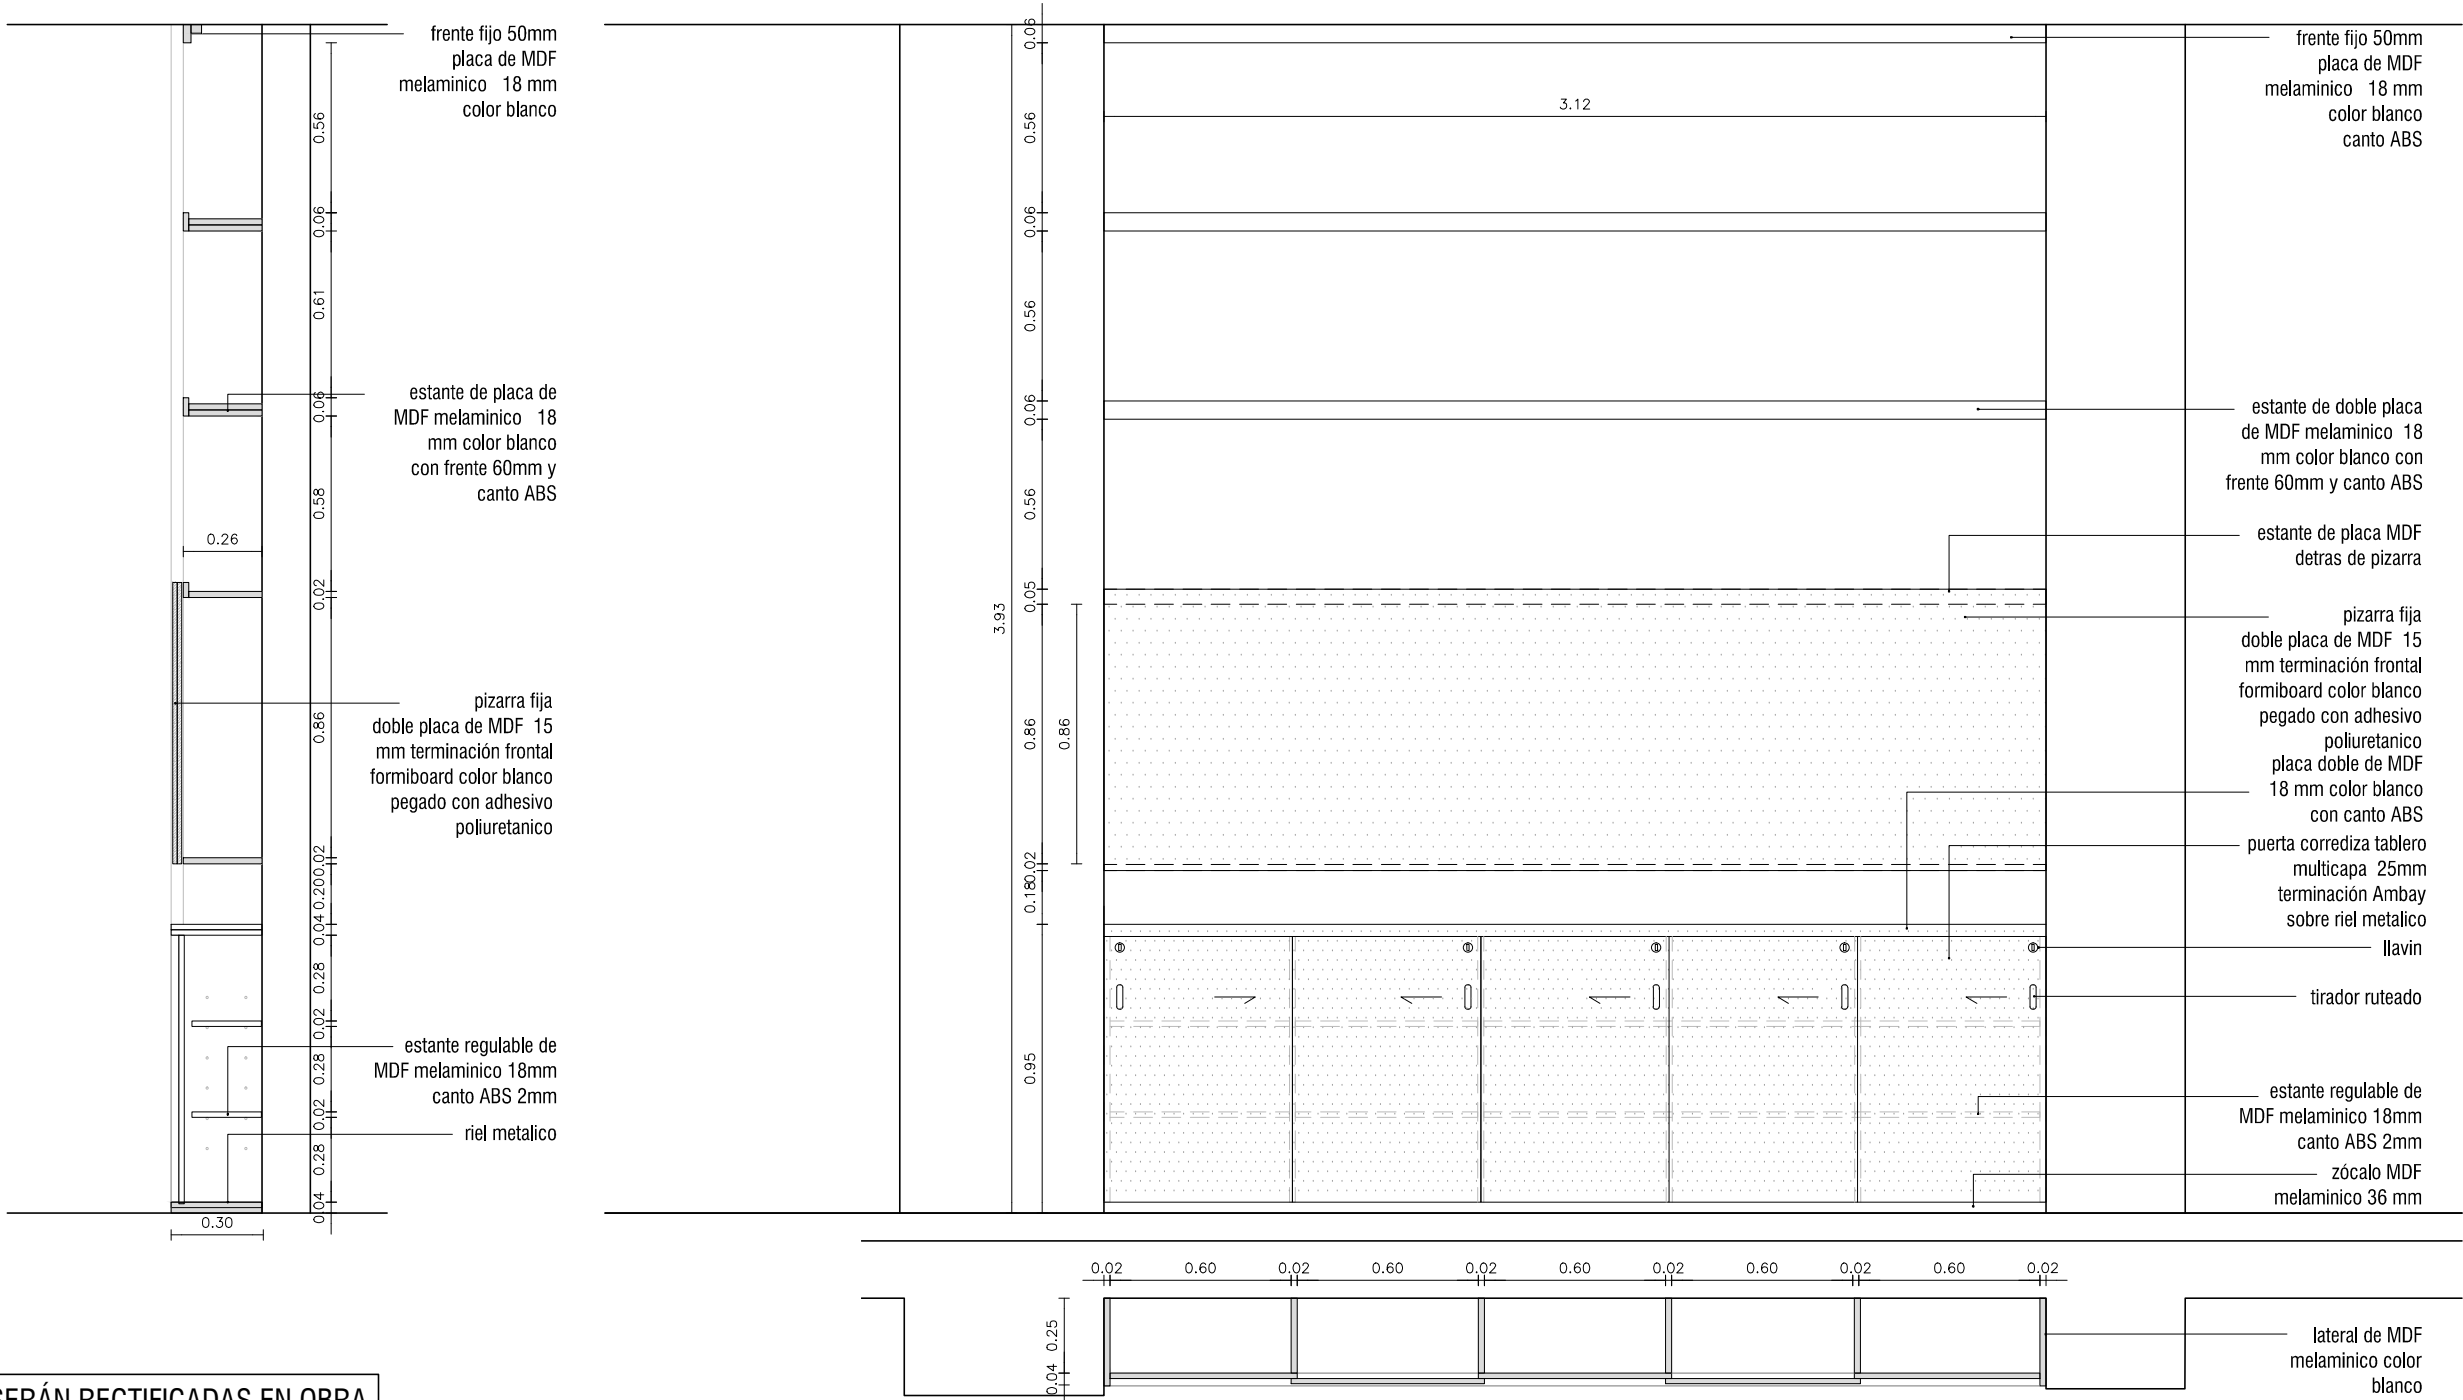 frente fijo 50mm
placa de MDF
melaminico 18 mm
color blanco
0.56
0.06
0.61
estante de placa de
MDF melaminico 18
mm color blanco
con frente 60mm y
canto ABS
0.06
0.58
0.26
0.02
pizarra fija
doble placa de MDF 15
mm terminación frontal
formiboard color blanco
pegado con adhesivo
poliuretanico
0.86
0.02
0.20
0.04
0.28
0.02
estante regulable de
MDF melaminico 18mm
canto ABS 2mm
0.28
0.02
riel metalico
0.28
0.04
0.30
0.06
0.56
0.06
0.56
0.06
0.56
0.05
3.93
0.86
0.86
0.02
0.18
0.95
3.12
frente fijo 50mm
placa de MDF
melaminico 18 mm
color blanco
canto ABS
estante de doble placa
de MDF melaminico 18
mm color blanco con
frente 60mm y canto ABS
estante de placa MDF
detras de pizarra
pizarra fija
doble placa de MDF 15
mm terminación frontal
formiboard color blanco
pegado con adhesivo
poliuretanico
placa doble de MDF
18 mm color blanco
con canto ABS
puerta corrediza tablero
multicapa 25mm
terminación Ambay
sobre riel metalico
llavin
tirador ruteado
estante regulable de
MDF melaminico 18mm
canto ABS 2mm
zócalo MDF
melaminico 36 mm
0.02 0.60 0.02 0.60 0.02 0.60 0.02 0.60 0.02 0.60 0.02
0.25
0.04
lateral de MDF
melaminico color
blanco
SERÁN RECTIFICADAS EN OBRA